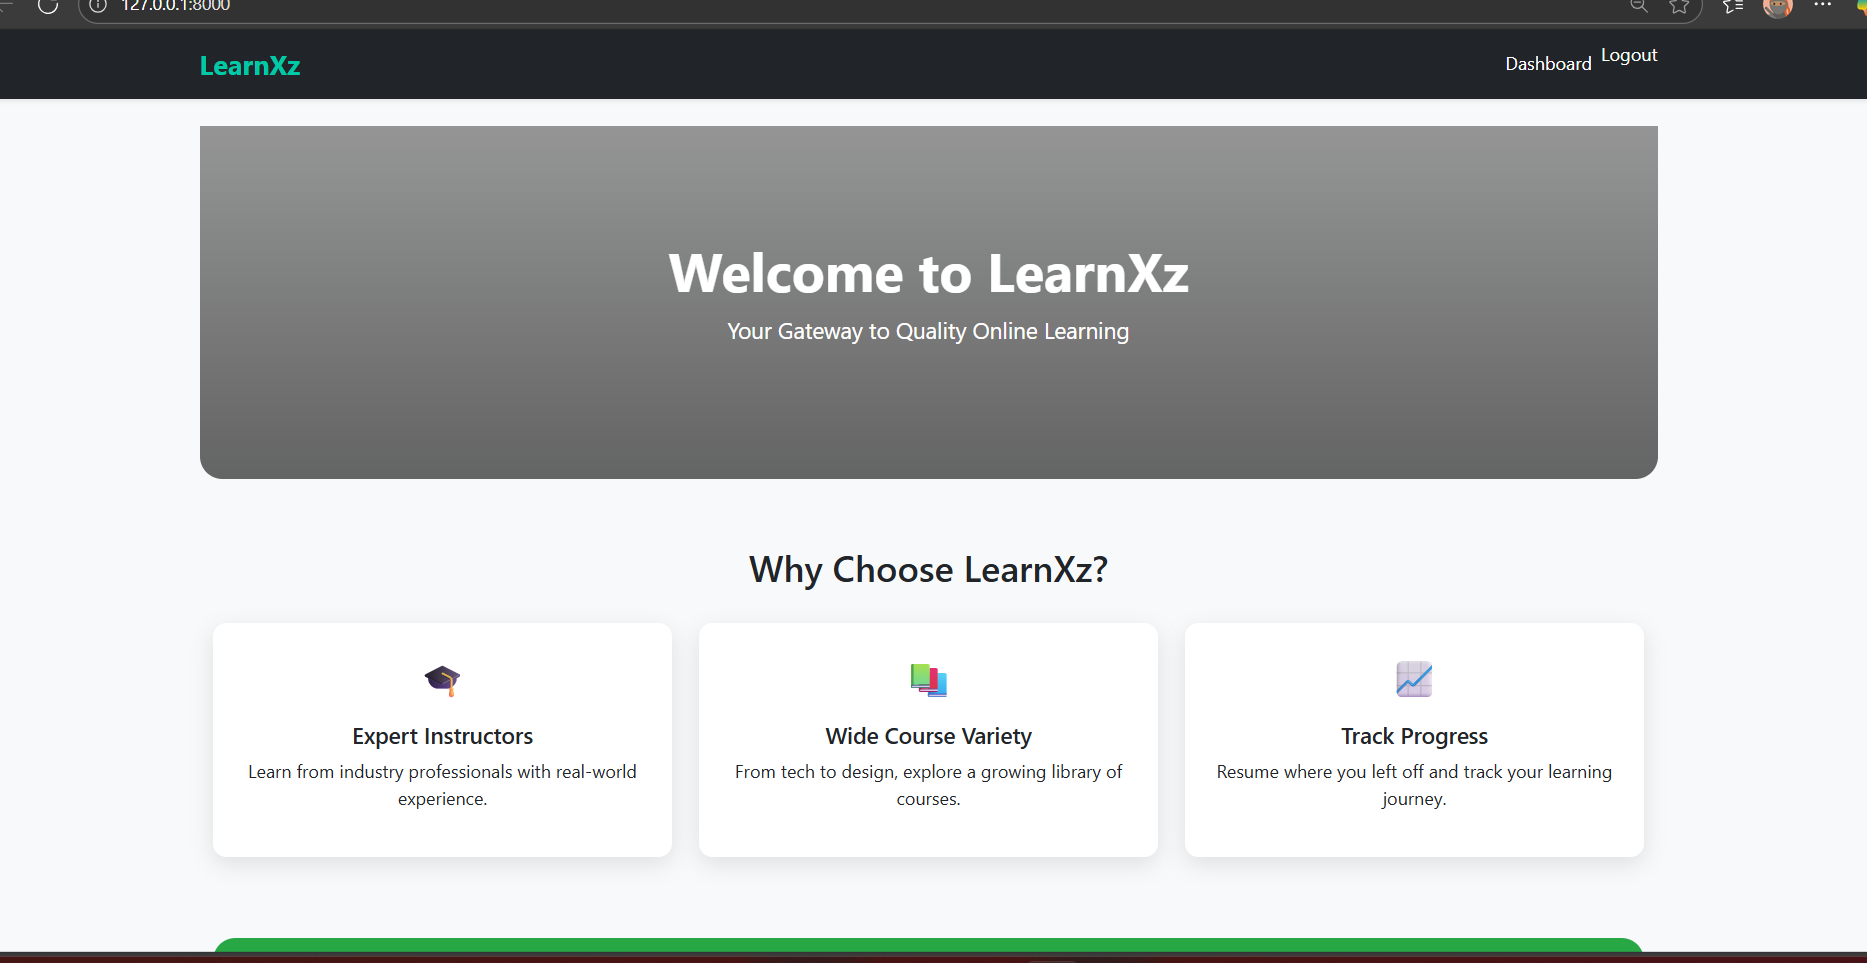 127.0.0.1:8000
LearnXz
Dashboard
Logout
Welcome to LearnXz
Your Gateway to Quality Online Learning
Why Choose LearnXz?
Expert Instructors
Learn from industry professionals with real-world
experience.
Wide Course Variety
From tech to design, explore a growing library of
courses.
Track Progress
Resume where you left off and track your learning
journey.